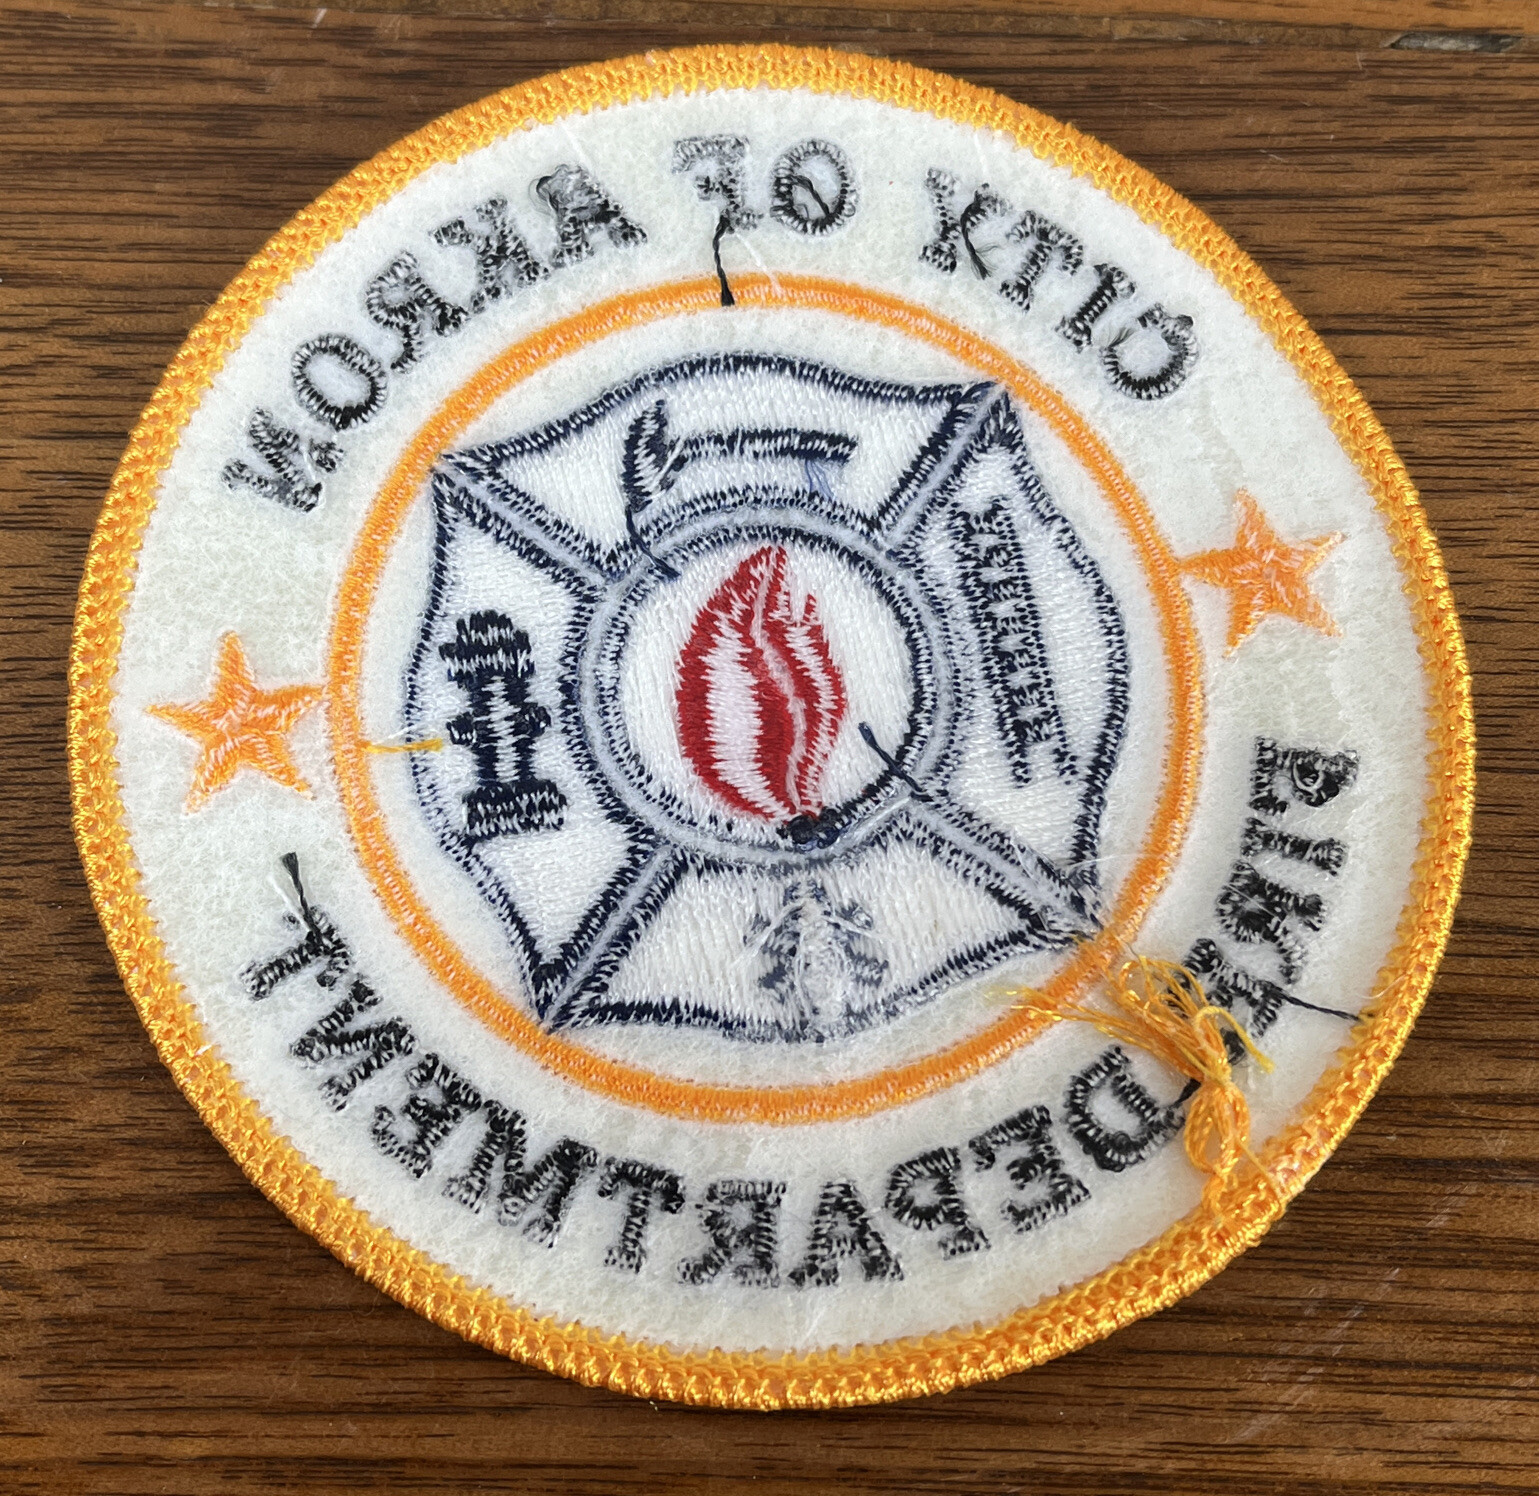 CITY OF AKRON
FIRE DEPARTMENT